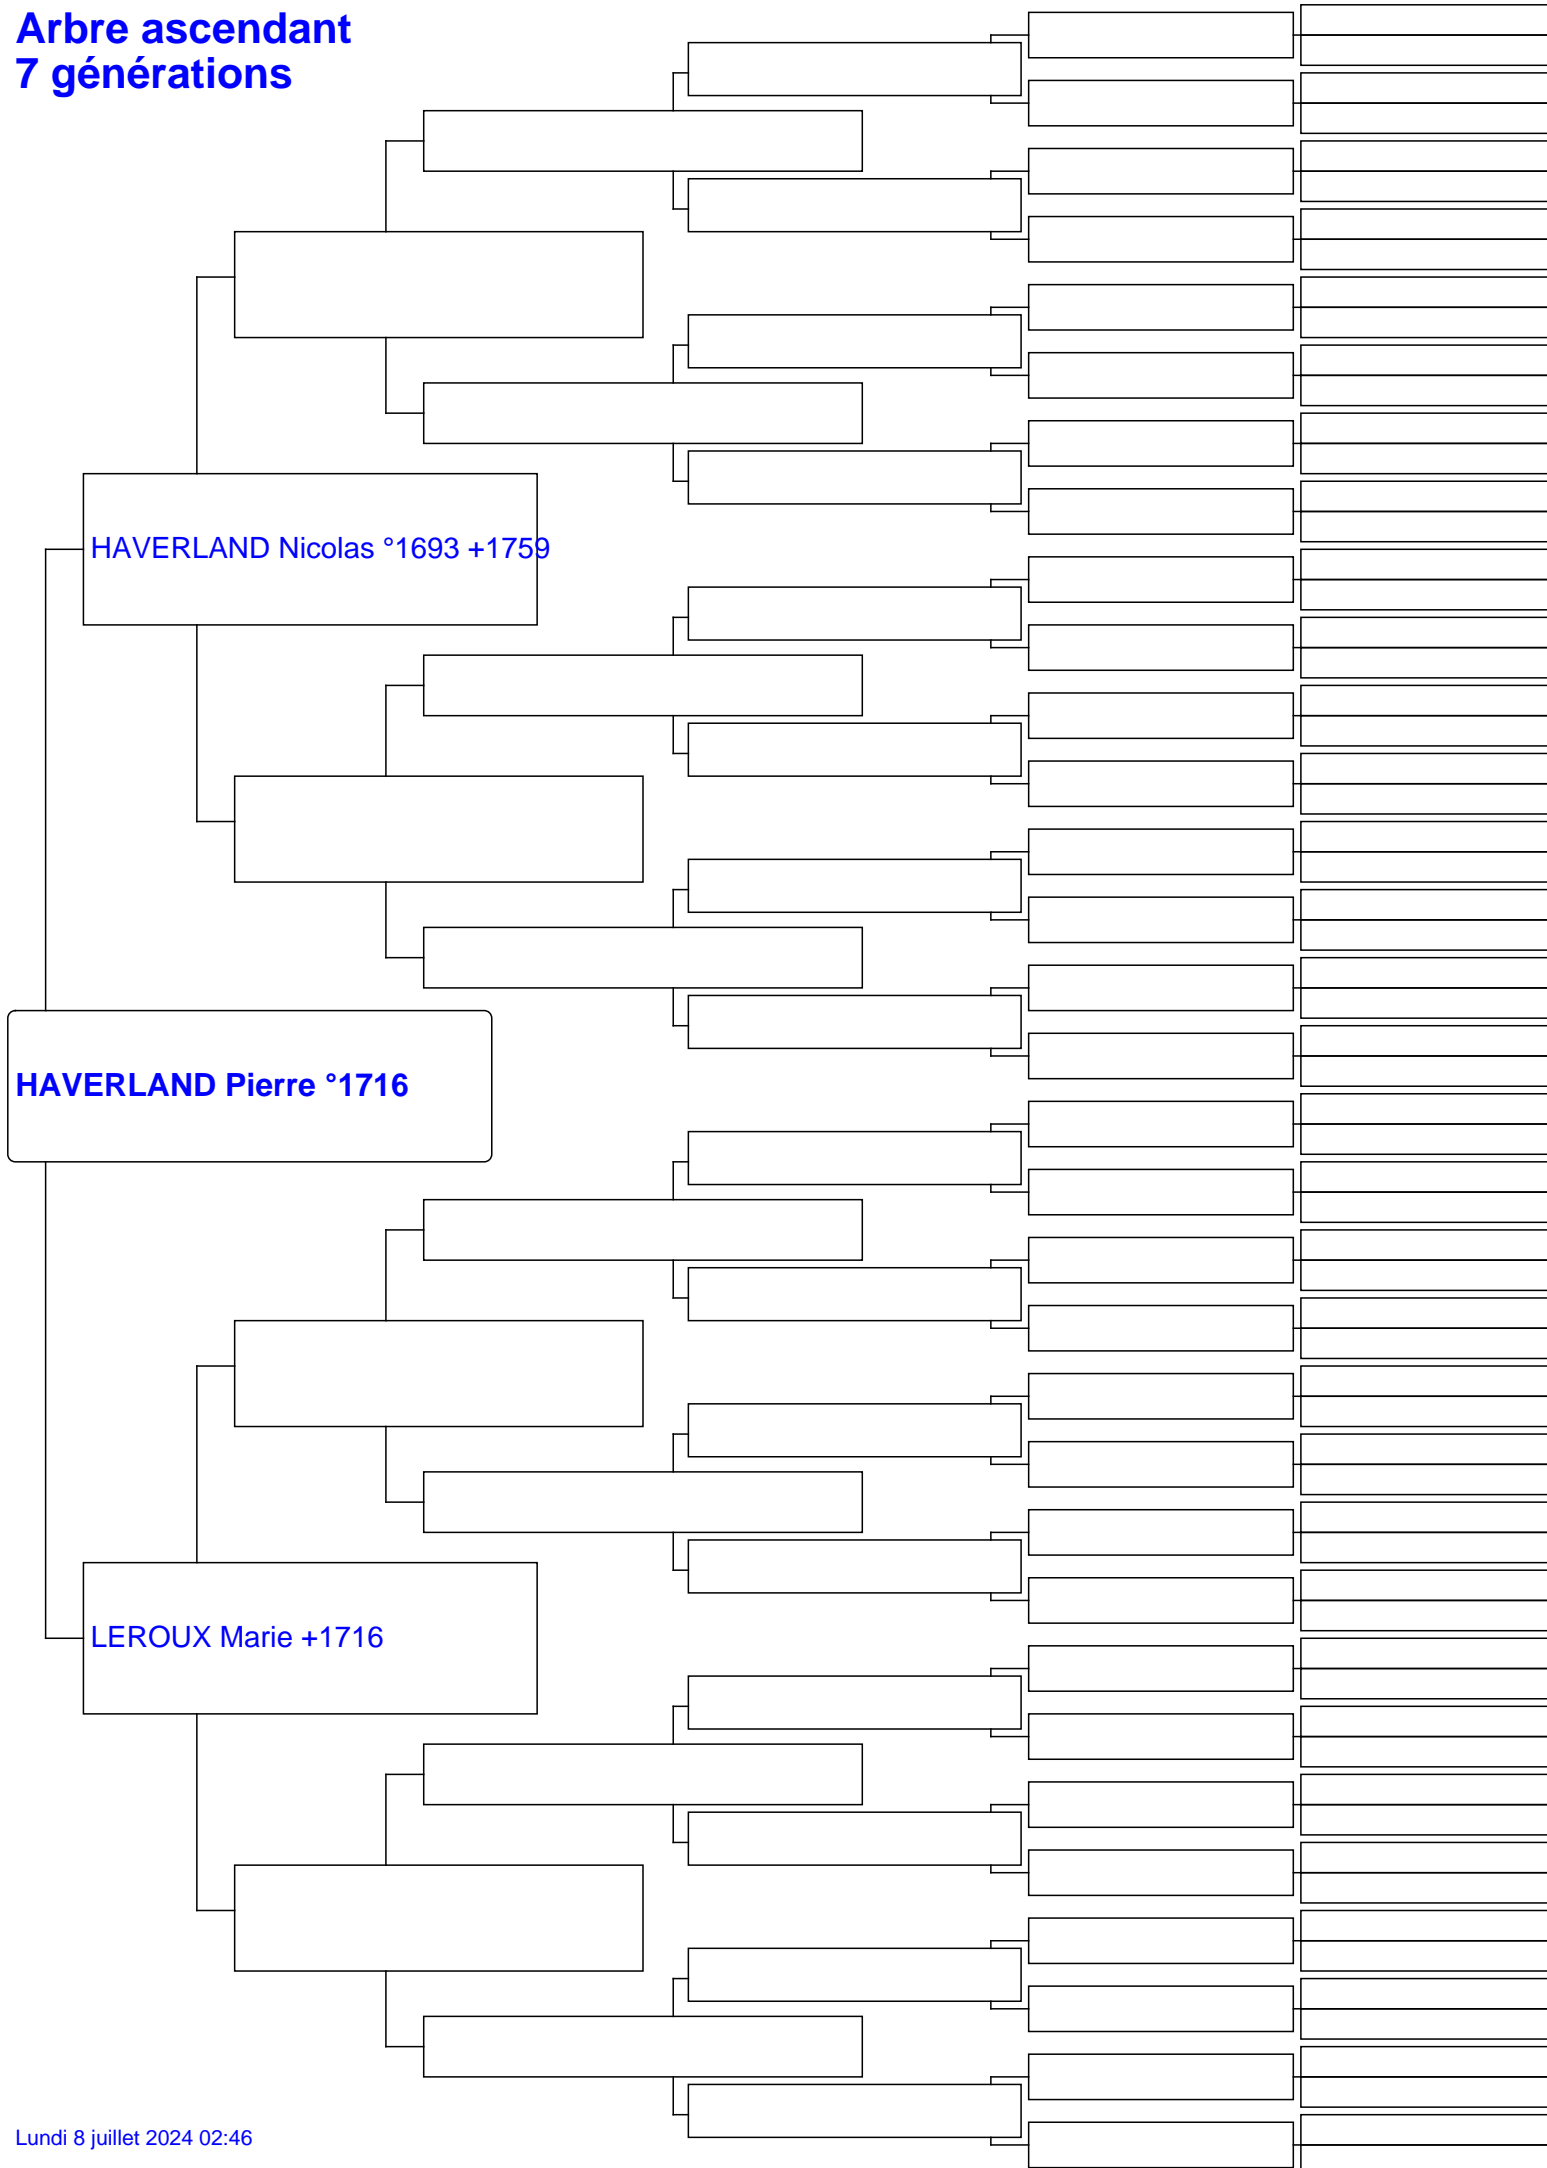 Arbre ascendant
7 générations
HAVERLAND Nicolas °1693 +1759
HAVERLAND Pierre °1716
LEROUX Marie +1716
Lundi 8 juillet 2024 02:46